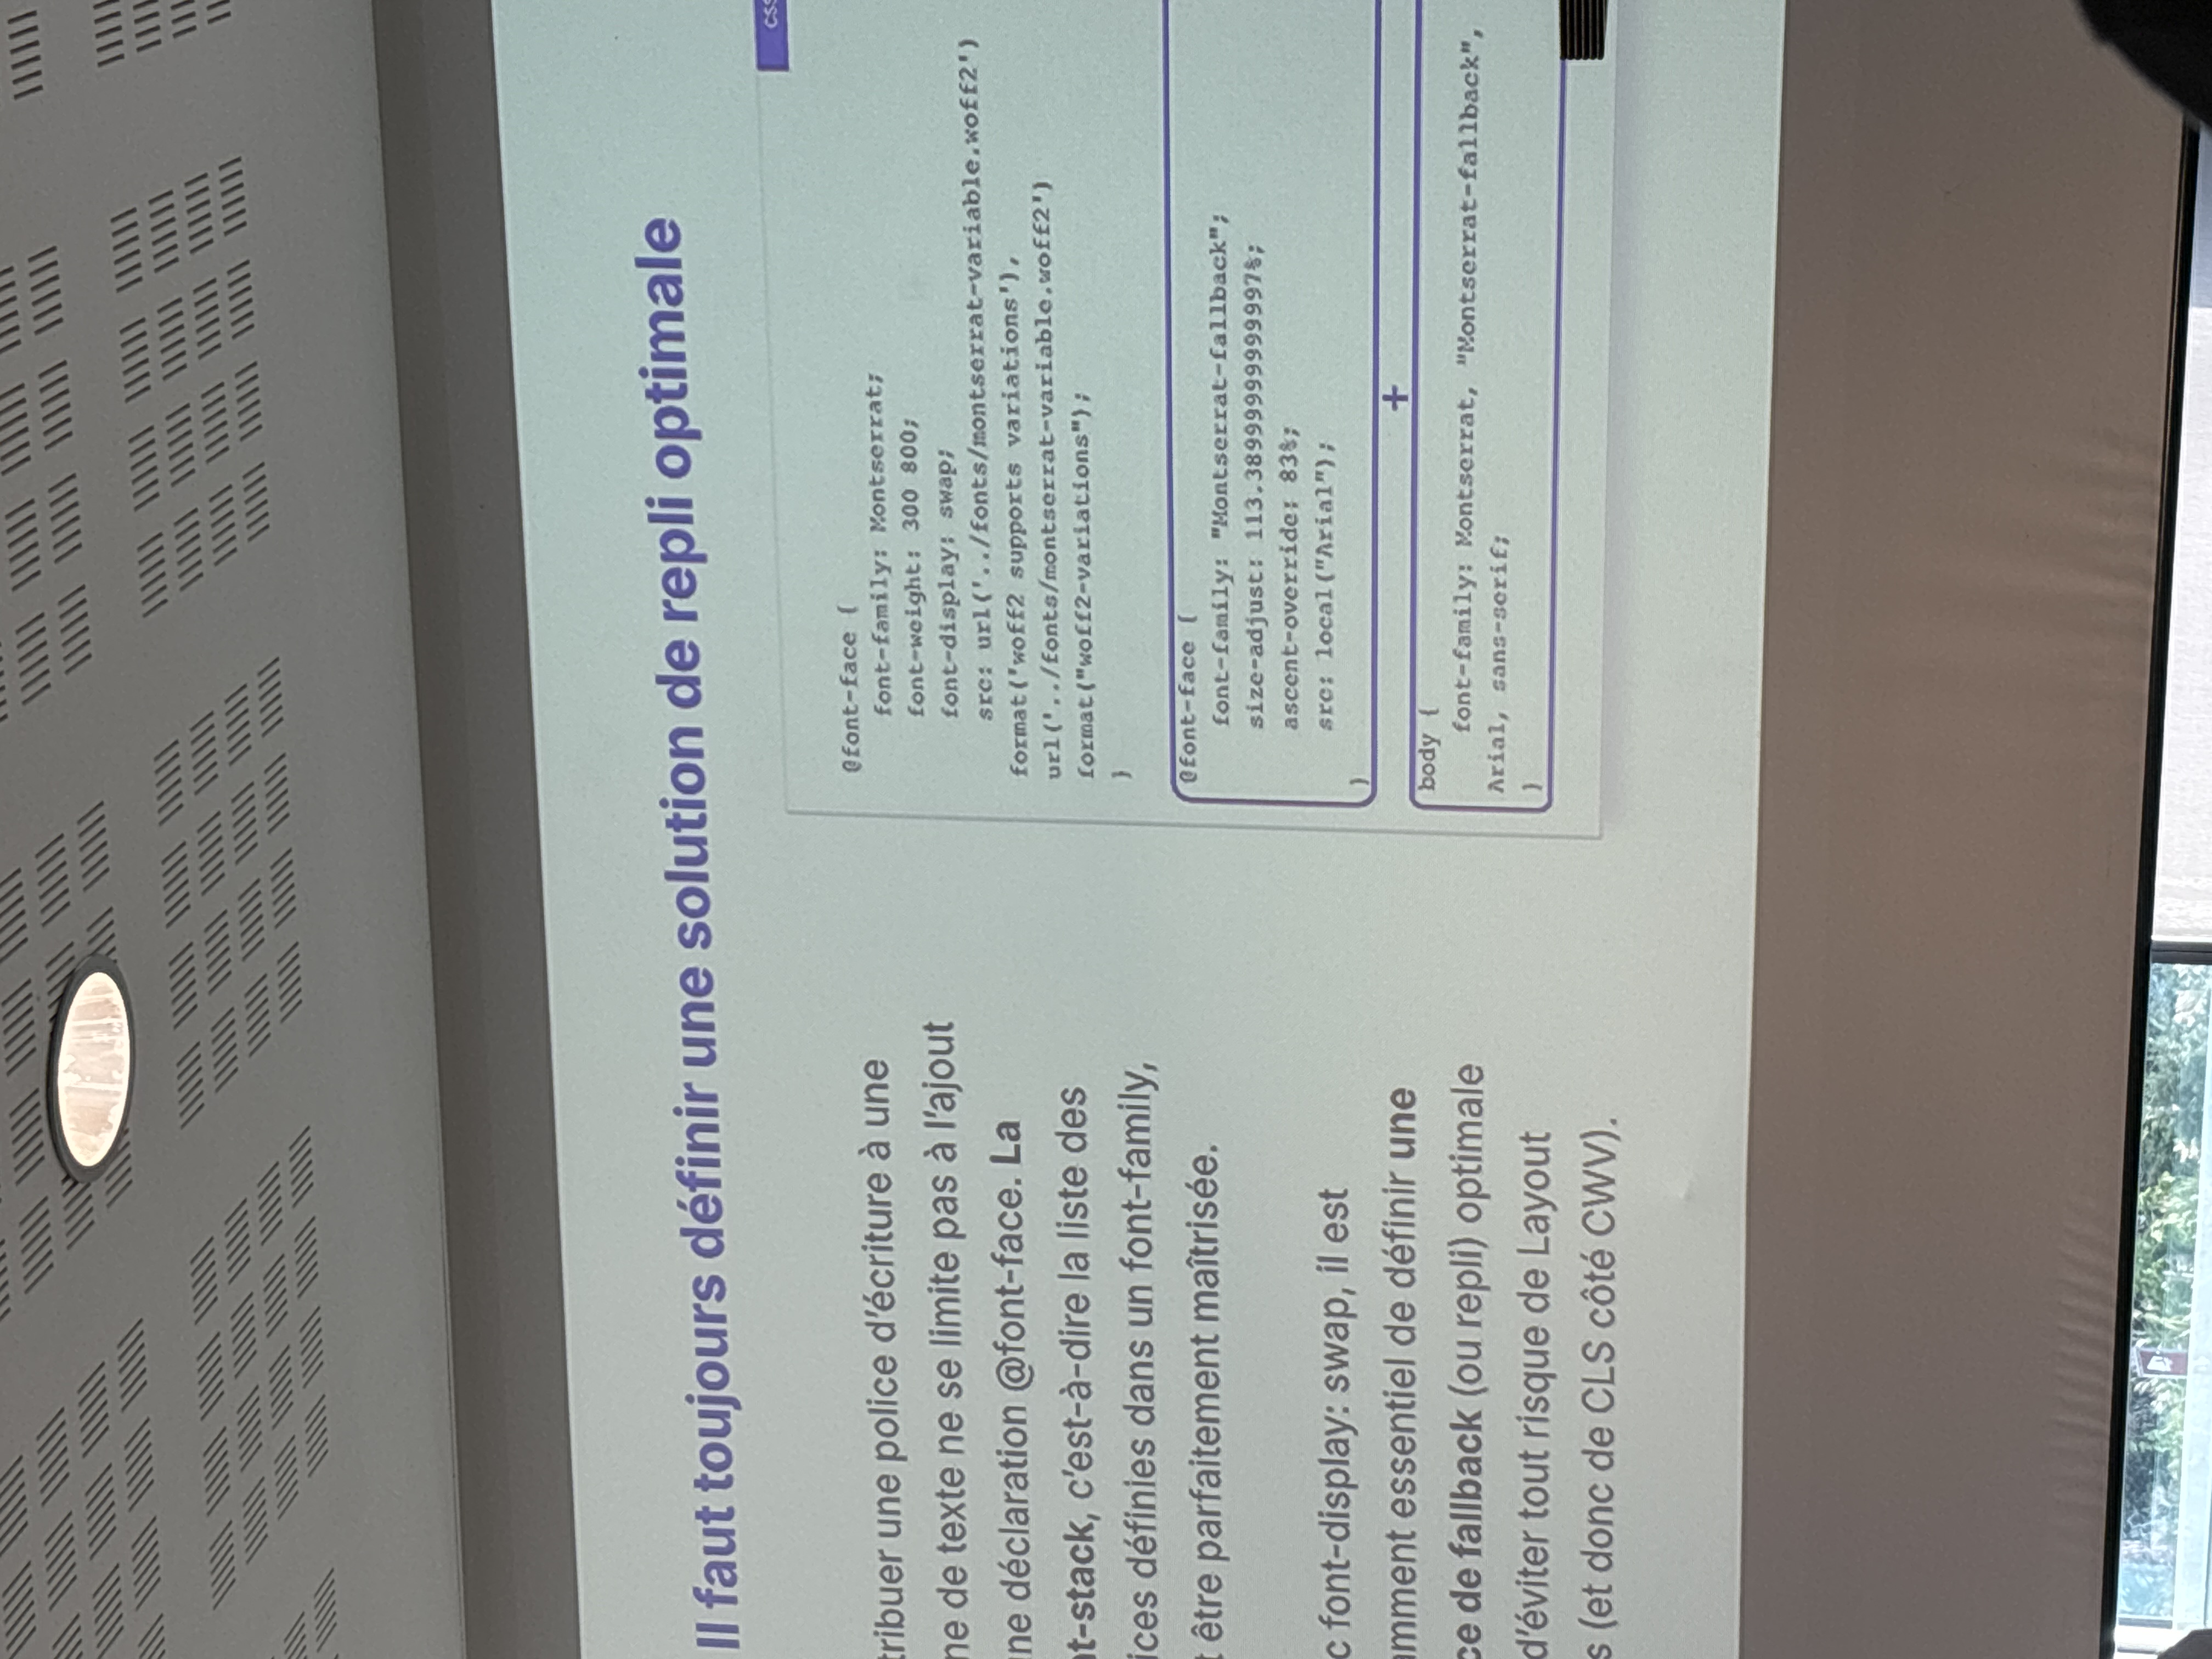 Il faut toujours définir une solution de repli optimale
tribuer une police d'écriture à une
ne de texte ne se limite pas à l'ajout
ne déclaration @font-face. La
t-stack, c'est-à-dire la liste des
ices définies dans un font-family,
t être parfaitement maîtrisée.
c font-display: swap, il est
amment essentiel de définir une
ce de fallback (ou repli) optimale
d'éviter tout risque de Layout
s (et donc de CLS côté CWV).
CSS
@font-face {
font-family: Montserrat;
font-weight: 300 800;
font-display: swap;
src: url('../fonts/montserrat-variable.woff2')
format('woff2 supports variations'),
url('../fonts/montserrat-variable.woff2')
format("woff2-variations");
}
@font-face {
font-family: "Montserrat-fallback";
size-adjust: 113.38999999999997%;
ascent-override: 83%;
src: local("Arial");
}
+
body {
font-family: Montserrat, "Montserrat-fallback",
Arial, sans-serif;
}